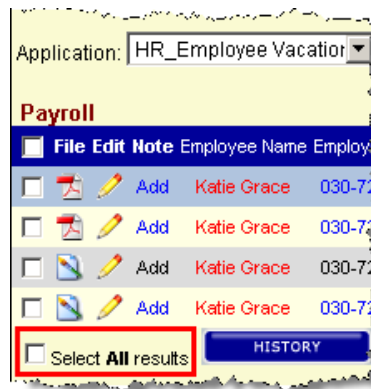 Application: HR_Employee Vacation
Payroll
File Edit Note Employee Name Employ
Add Katie Grace 030-72
Add Katie Grace 030-72
Add Katie Grace 030-72
Add Katie Grace 030-72
Select All results HISTORY